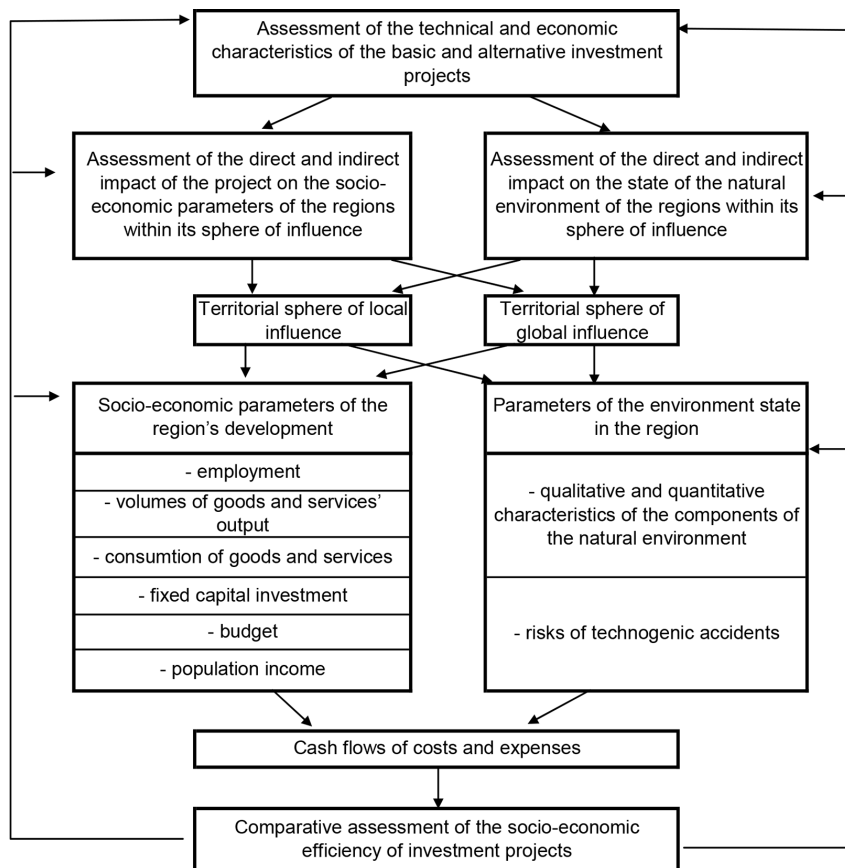 Assessment of the technical and economic
characteristics of the basic and alternative investment
projects
Assessment of the direct and indirect
impact of the project on the socio-
economic parameters of the regions
within its sphere of influence
Assessment of the direct and indirect
impact on the state of the natural
environment of the regions within its
sphere of influence
Territorial sphere of local
influence
Territorial sphere of
global influence
Socio-economic parameters of the
region’s development
- employment
- volumes of goods and services’
output
- consumtion of goods and services
- fixed capital investment
- budget
- population income
Parameters of the environment state
in the region
- qualitative and quantitative
characteristics of the components of
the natural environment
- risks of technogenic accidents
Cash flows of costs and expenses
Comparative assessment of the socio-economic
efficiency of investment projects